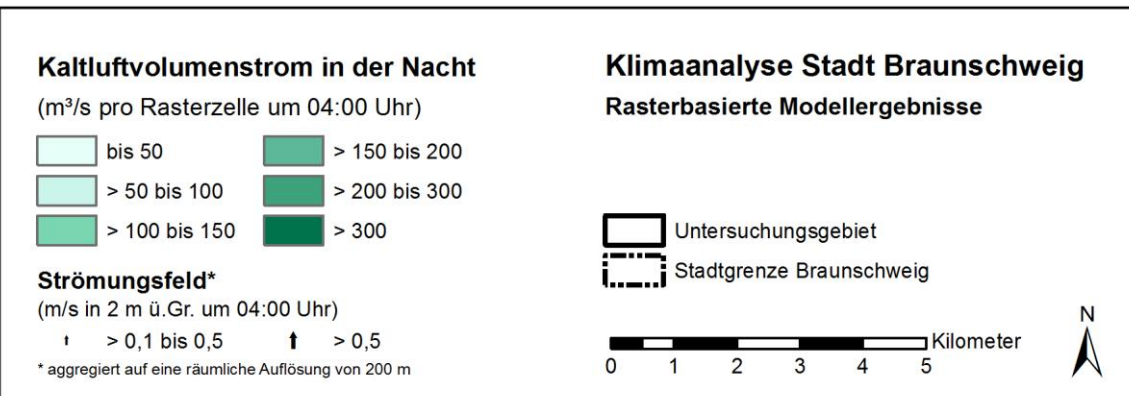 Kaltluftvolumenstrom in der Nacht
(m³/s pro Rasterzelle um 04:00 Uhr)
bis 50
> 50 bis 100
> 100 bis 150
> 150 bis 200
> 200 bis 300
> 300
Strömungsfeld*
(m/s in 2 m ü.Gr. um 04:00 Uhr)
> 0,1 bis 0,5
> 0,5
* aggregiert auf eine räumliche Auflösung von 200 m
Klimaanalyse Stadt Braunschweig
Rasterbasierte Modellergebnisse
Untersuchungsgebiet
Stadtgrenze Braunschweig
Kilometer
0 1 2 3 4 5
N